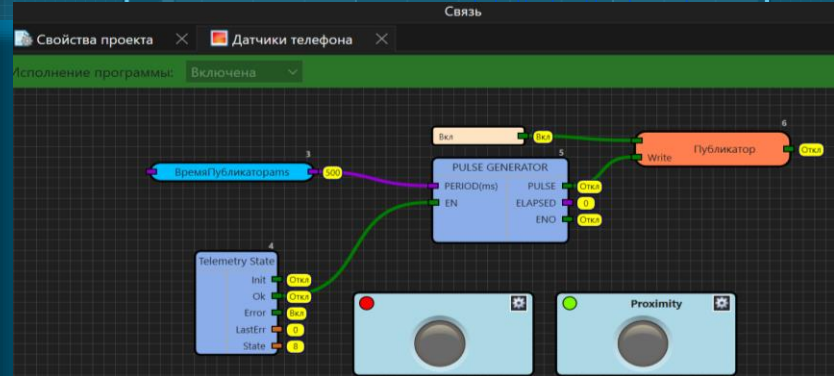 Связь
Свойства проекта
Датчики телефона
Исполнение программы: Включена
6
Вкл Вкл
Публикатор Откл
Write
3
ВремяПубликатораms 500
5
PULSE GENERATOR
PERIOD(ms) PULSE Откл
EN ELAPSED 0
ENO Откл
4
Telemetry State
Init Откл
Ok Откл
Error Вкл
LastErr 0
State 8
Proximity